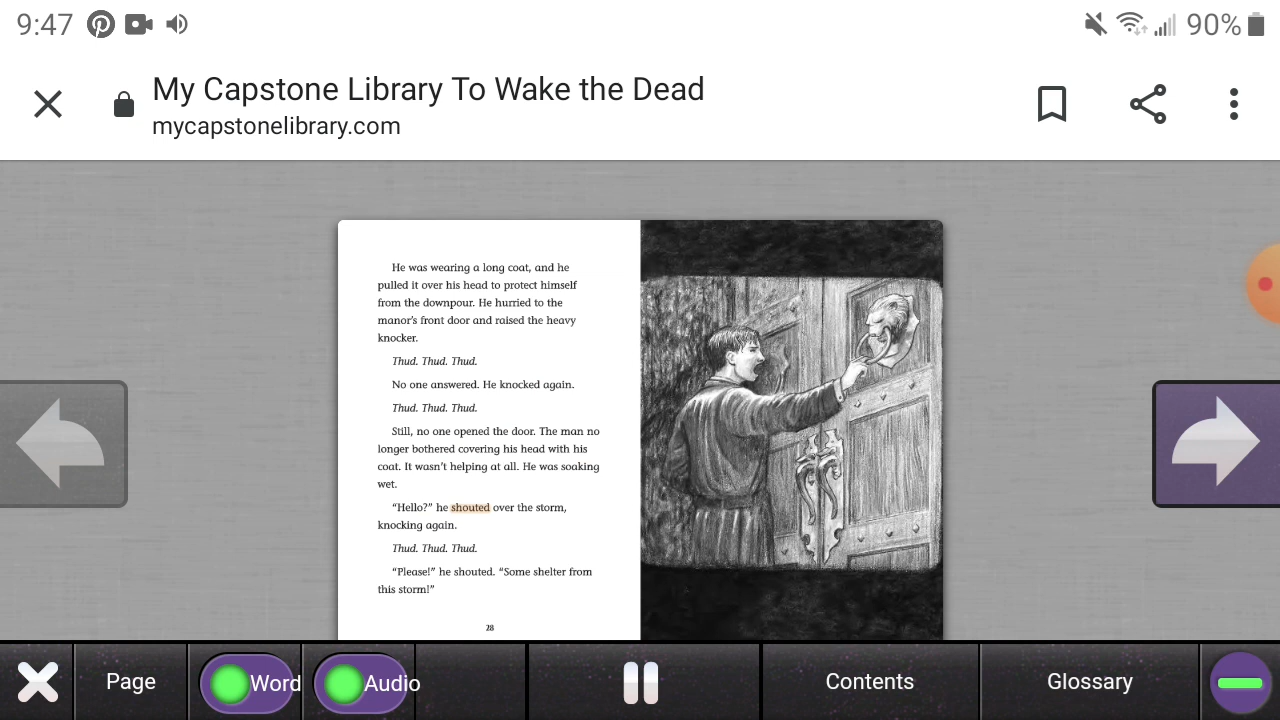 9:47
90%
My Capstone Library To Wake the Dead
mycapstonelibrary.com
He was wearing a long coat, and he
pulled it over his head to protect himself
from the downpour. He hurried to the
manor’s front door and raised the heavy
knocker.
Thud. Thud. Thud.
No one answered. He knocked again.
Thud. Thud. Thud.
Still, no one opened the door. The man no
longer bothered covering his head with his
coat. It wasn’t helping at all. He was soaking
wet.
“Hello?” he shouted over the storm,
knocking again.
Thud. Thud. Thud.
“Please!” he shouted. “Some shelter from
this storm!”
28
Page
Word
Audio
Contents
Glossary